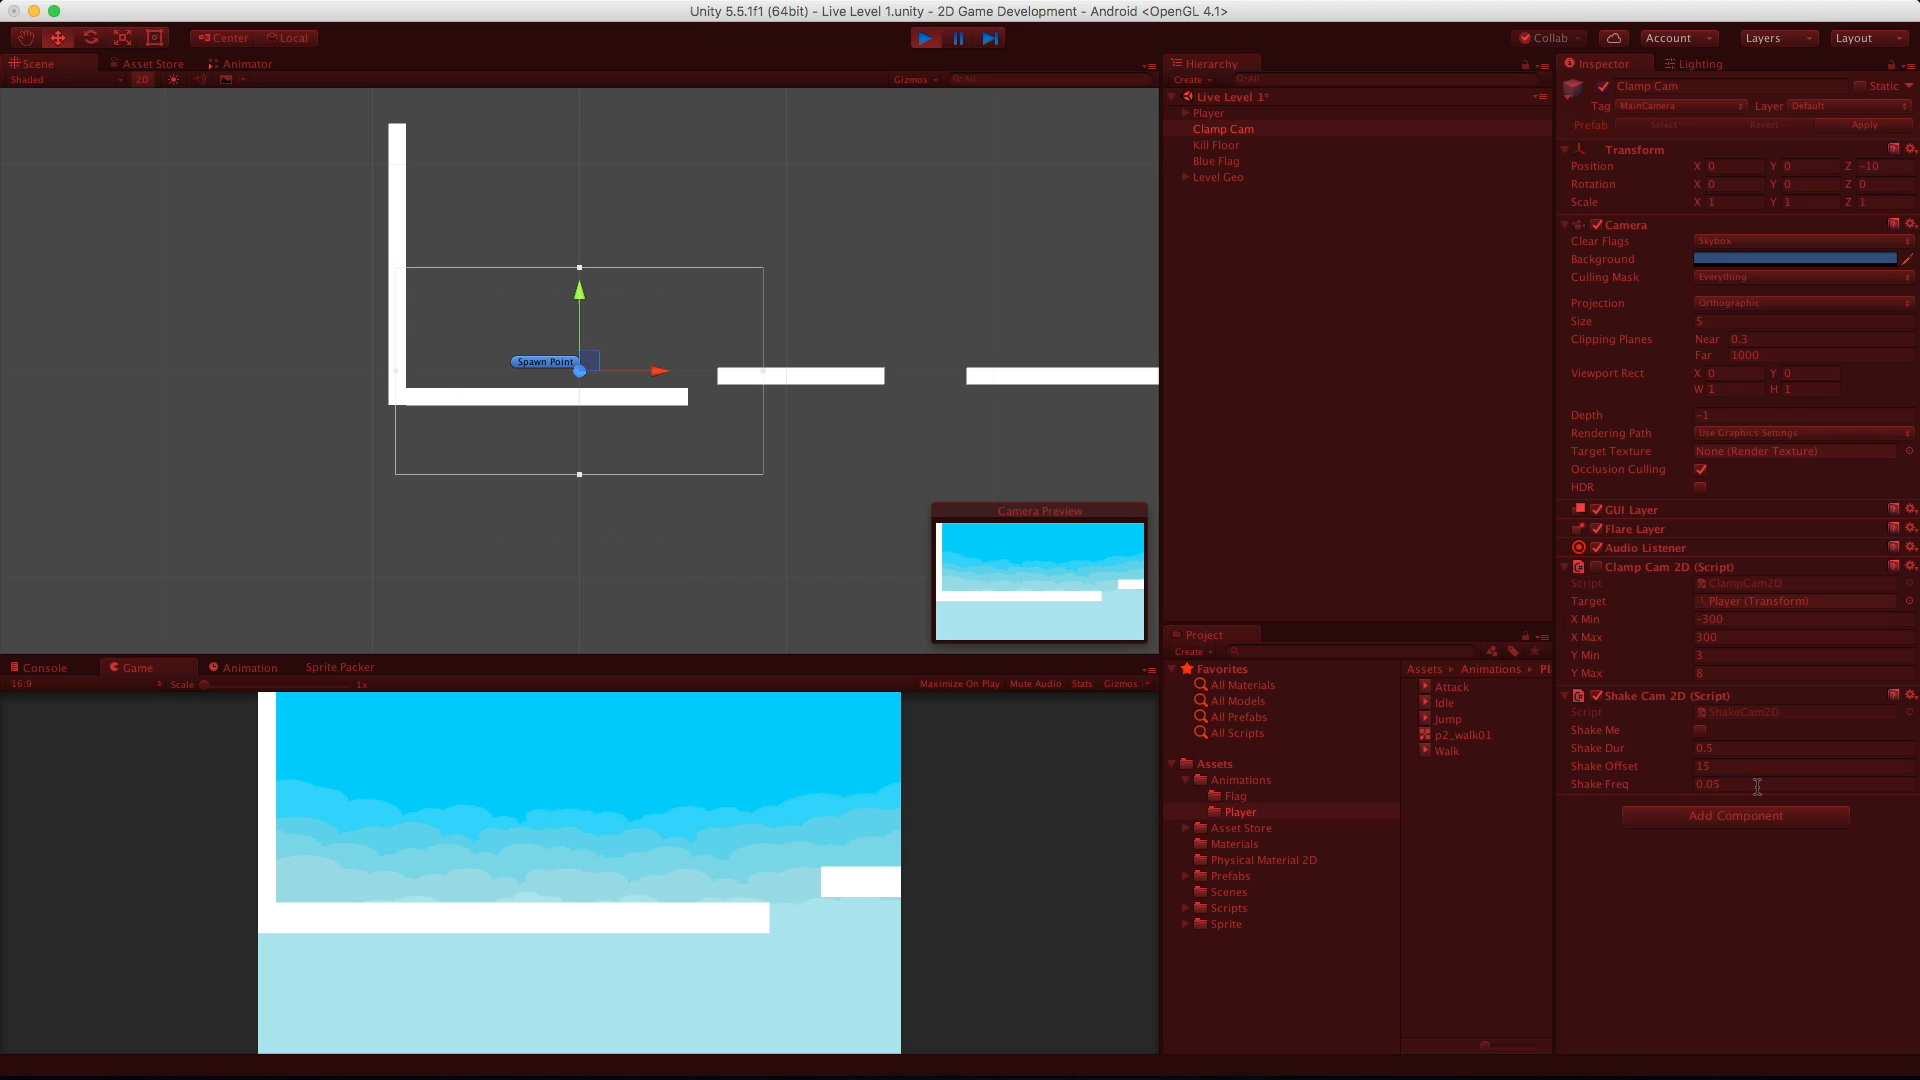 Unity 5.5.1f1 (64bit) - Live Level 1.unity - 2D Game Development - Android <OpenGL 4.1>
Center Local
Collab Account Layers Layout
Scene Asset Store Animator
Shaded 2D Gizmos All
Spawn Point
Camera Preview
Console Game Animation Sprite Packer
16:9 Scale 1x Maximize On Play Mute Audio Stats Gizmos
Hierarchy
Create All
Live Level 1*
Player
Clamp Cam
Kill Floor
Blue Flag
Level Geo
Project
Create
Favorites
All Materials
All Models
All Prefabs
All Scripts
Assets
Animations
Flag
Player
Asset Store
Materials
Physical Material 2D
Prefabs
Scenes
Scripts
Sprite
Assets Animations Pl
Attack
Idle
Jump
p2_walk01
Walk
Inspector Lighting
Clamp Cam Static
Tag MainCamera Layer Default
Prefab Select Revert Apply
Transform
Position X 0 Y 0 Z -10
Rotation X 0 Y 0 Z 0
Scale X 1 Y 1 Z 1
Camera
Clear Flags Skybox
Background
Culling Mask Everything
Projection Orthographic
Size 5
Clipping Planes Near 0.3
Far 1000
Viewport Rect X 0 Y 0
W 1 H 1
Depth -1
Rendering Path Use Graphics Settings
Target Texture None (Render Texture)
Occlusion Culling
HDR
GUI Layer
Flare Layer
Audio Listener
Clamp Cam 2D (Script)
Script ClampCam2D
Target Player (Transform)
X Min -300
X Max 300
Y Min 3
Y Max 8
Shake Cam 2D (Script)
Script ShakeCam2D
Shake Me
Shake Dur 0.5
Shake Offset 15
Shake Freq 0.05
Add Component